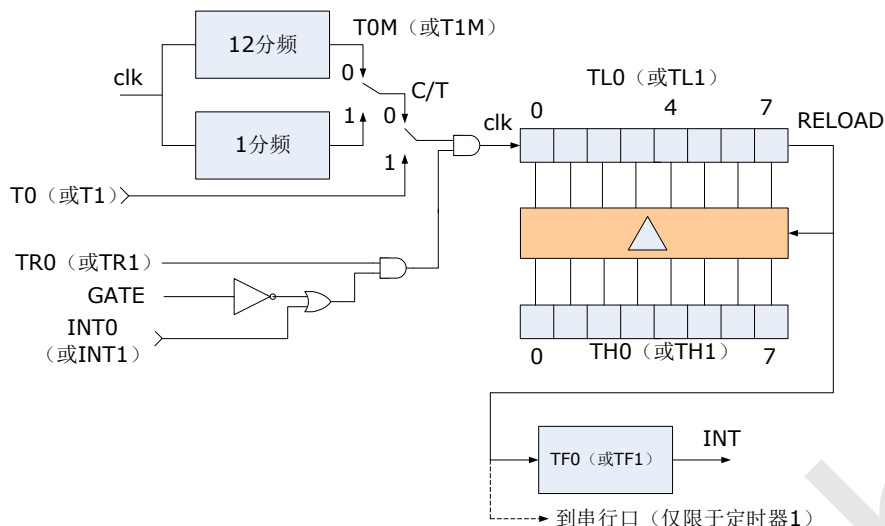 T0M（或T1M）
12分频
clk
0
C/T
1
0
1分频
1
T0（或T1）
clk
TL0（或TL1）
0
4
7
RELOAD
TR0（或TR1）
GATE
INT0
（或INT1）
0
TH0（或TH1）
7
TF0（或TF1）
INT
到串行口（仅限于定时器1）